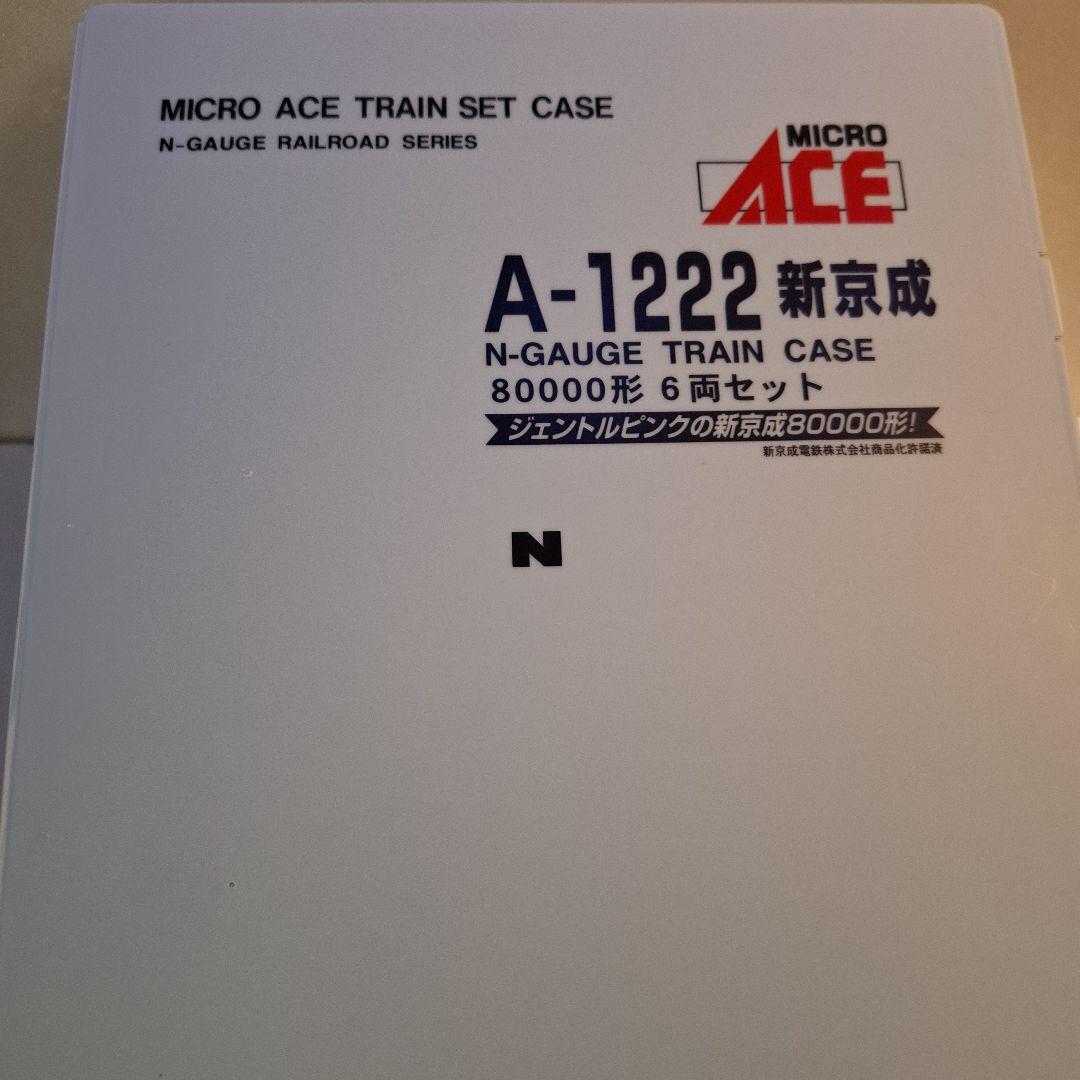 MICRO ACE TRAIN SET CASE
N-GAUGE RAILROAD SERIES
MICRO
ACE
A-1222 新京成
N-GAUGE TRAIN CASE
80000形 6両セット
ジェントルピンクの新京成80000形!
新京成電鉄株式会社商品化許諾済
N